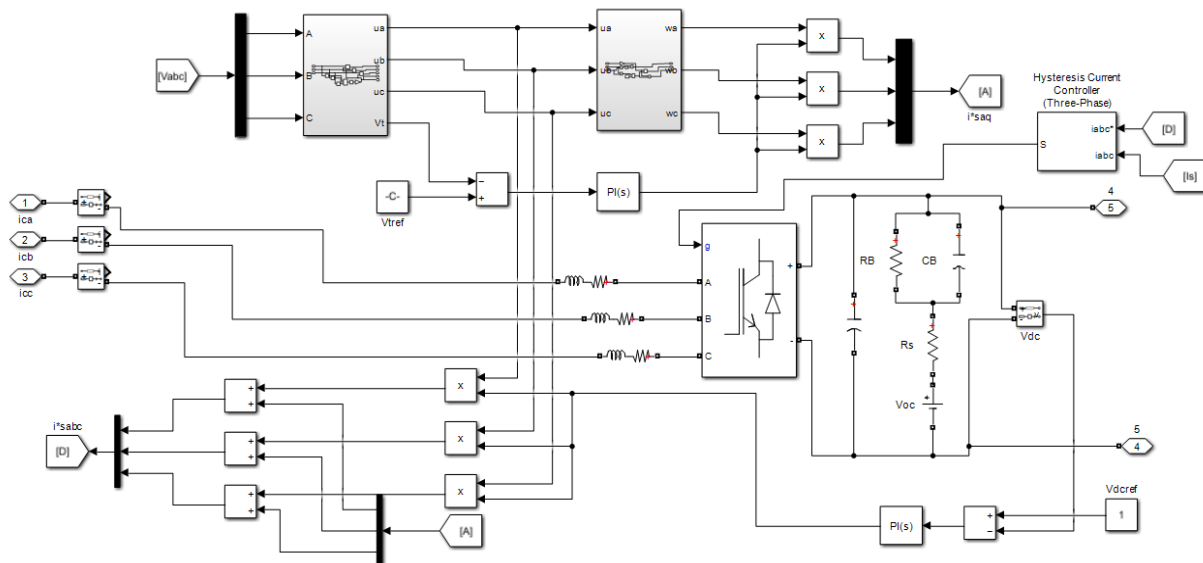 [Vabc]
A
B
C
ua
ub
uc
Vt
ua
ub
uc
wa
wb
wc
x
x
x
[A]
i*saq
Hysteresis Current
Controller
(Three-Phase)
S
iabc*
iabc
[D]
[Is]
-C-
Vtref
−
+
PI(s)
1
ica
2
icb
3
icc
g
A
B
C
+
-
+
RB
+
CB
+
+
Rs
+
Voc
+
-
Vdc
4
5
5
4
i*sabc
[D]
+
+
+
+
+
+
x
x
x
[A]
PI(s)
+
−
Vdcref
1